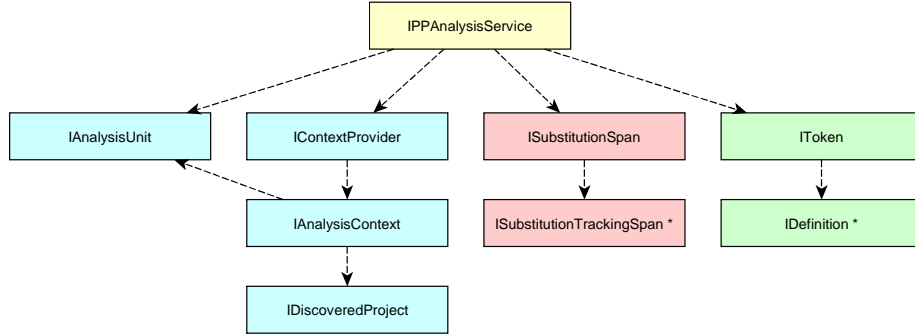 IPPAnalysisService
IAnalysisUnit
IContextProvider
ISubstitutionSpan
IToken
IAnalysisContext
ISubstitutionTrackingSpan *
IDefinition *
IDiscoveredProject